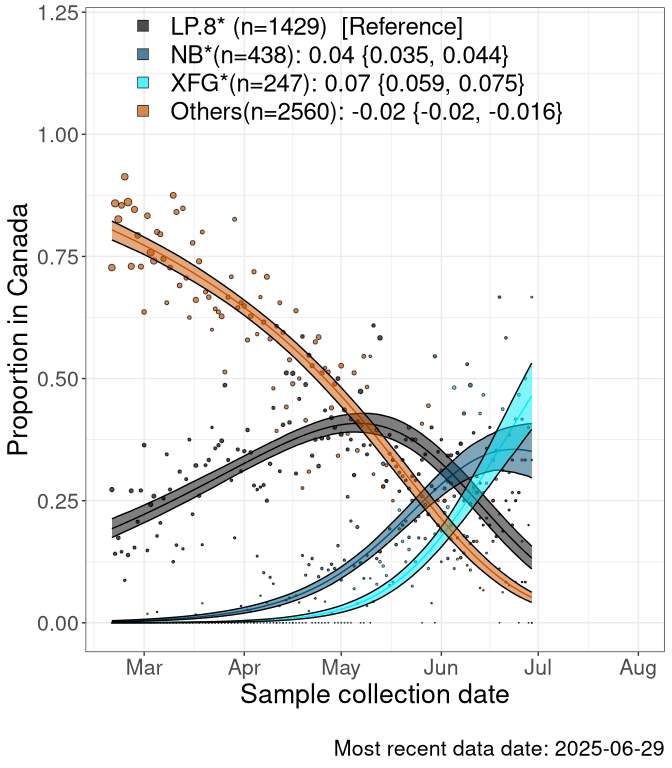 LP.8* (n=1429)  [Reference]
NB*(n=438): 0.04 {0.035, 0.044}
XFG*(n=247): 0.07 {0.059, 0.075}
Others(n=2560): -0.02 {-0.02, -0.016}
1.25
1.00
0.75
0.50
0.25
0.00
Proportion in Canada
Mar Apr May Jun Jul Aug
Sample collection date
Most recent data date: 2025-06-29